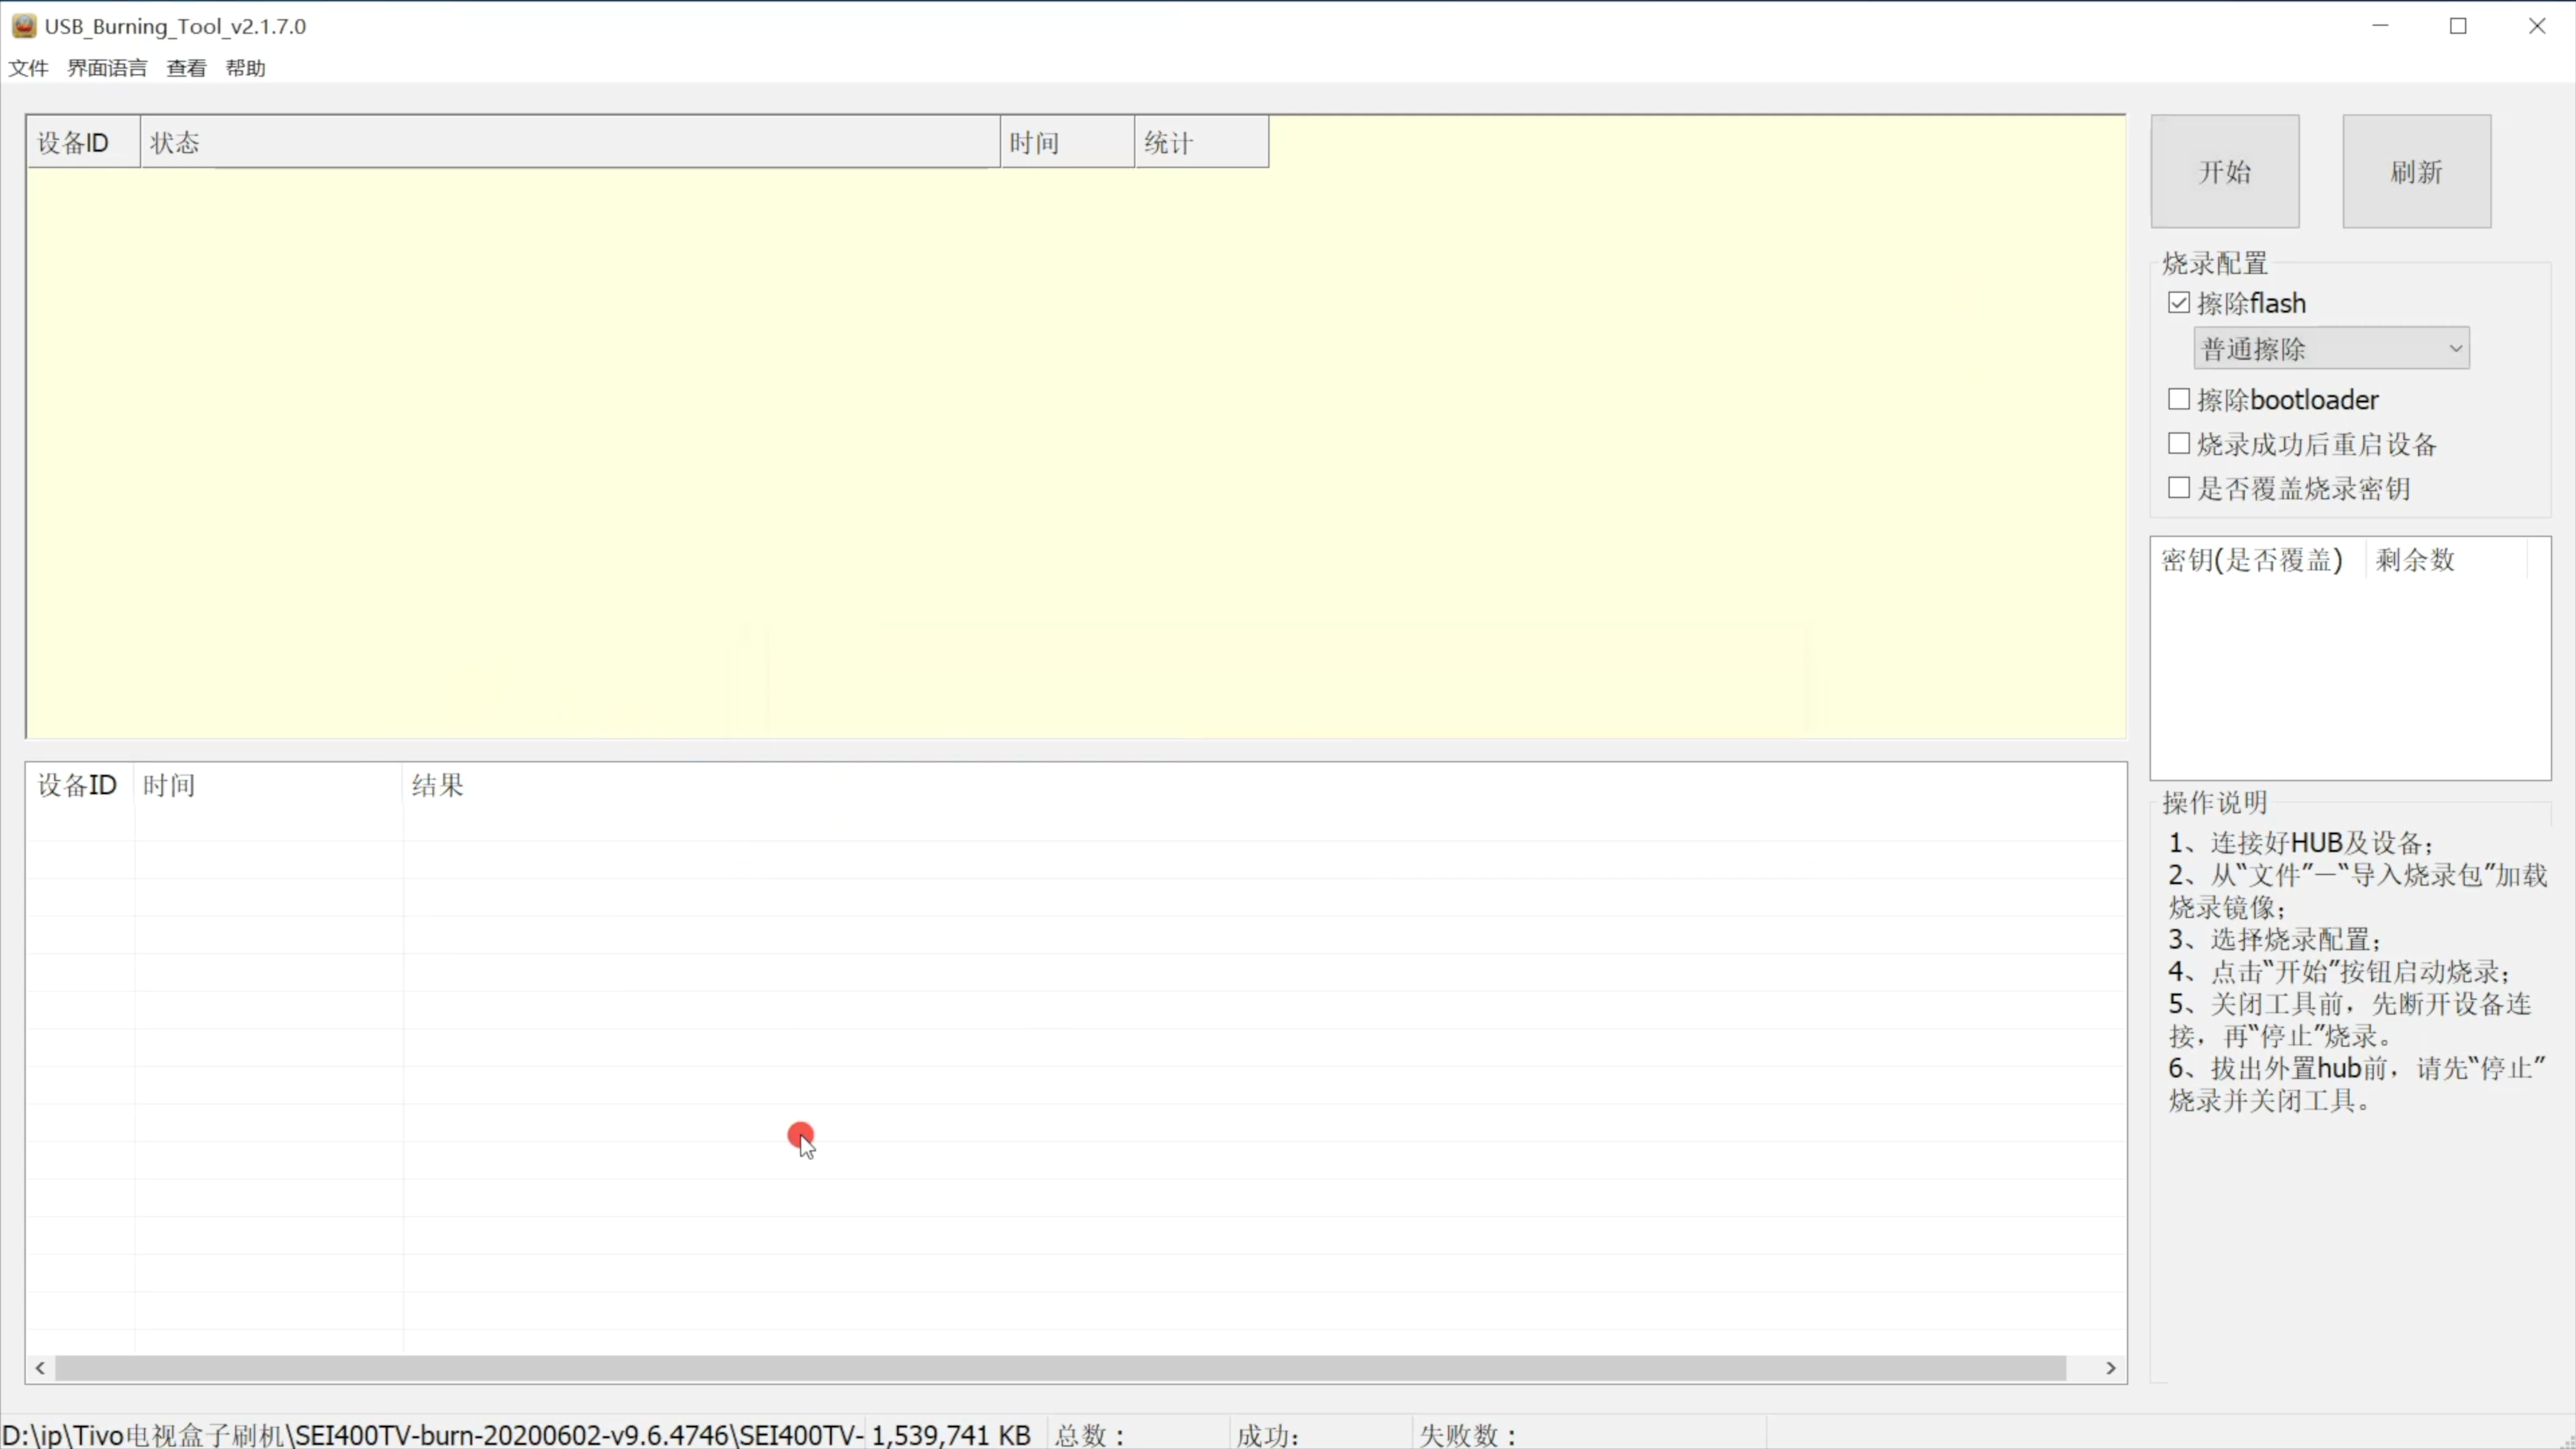 USB_Burning_Tool_v2.1.7.0
文件 界面语言 查看 帮助
设备ID 状态 时间 统计
开始 刷新
烧录配置
擦除flash
普通擦除
擦除bootloader
烧录成功后重启设备
是否覆盖烧录密钥
密钥(是否覆盖) 剩余数
设备ID 时间 结果
操作说明
1、连接好HUB及设备；
2、从“文件”—“导入烧录包”加载
烧录镜像；
3、选择烧录配置；
4、点击“开始”按钮启动烧录；
5、关闭工具前，先断开设备连
接，再“停止”烧录。
6、拔出外置hub前，请先“停止”
烧录并关闭工具。
D:\ip\Tivo电视盒子刷机\SEI400TV-burn-20200602-v9.6.4746\SEI400TV- 1,539,741 KB 总数： 成功: 失败数：